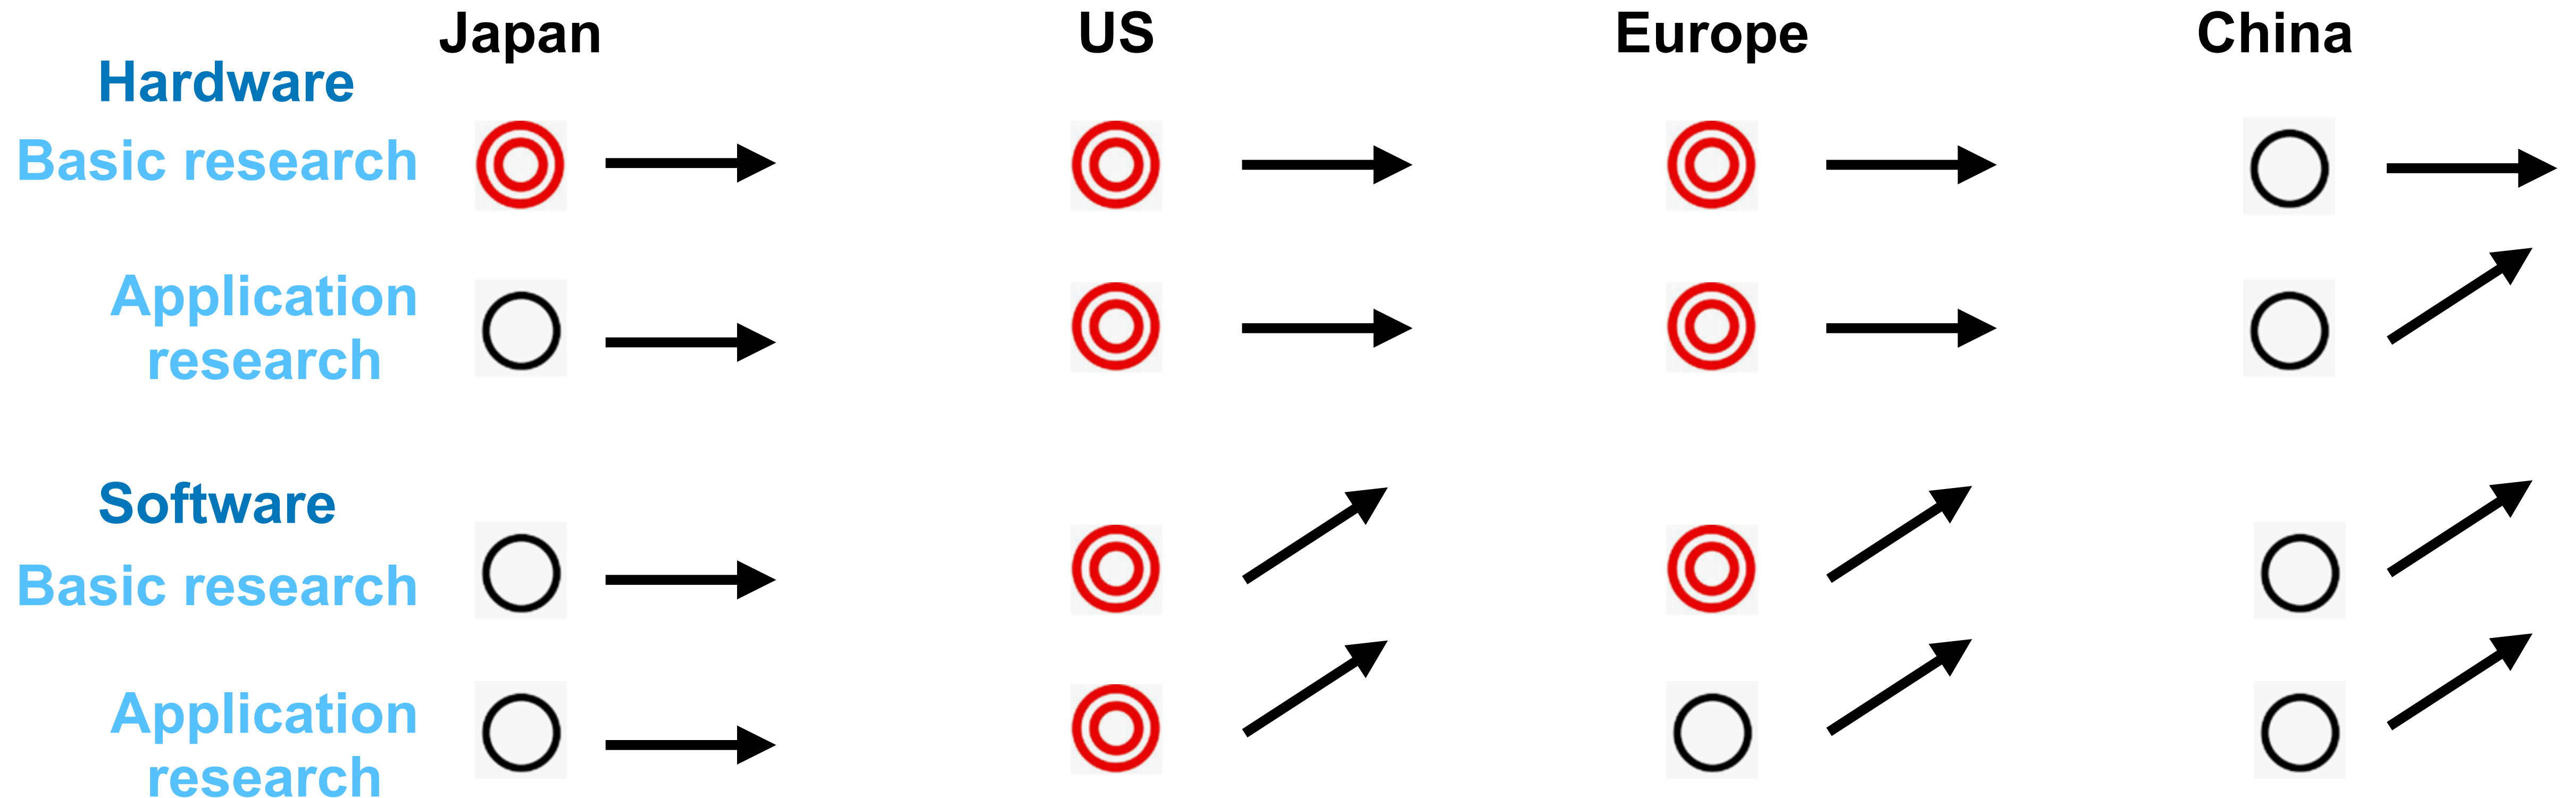 Japan US Europe China
Hardware
Basic research
Application
research
Software
Basic research
Application
research